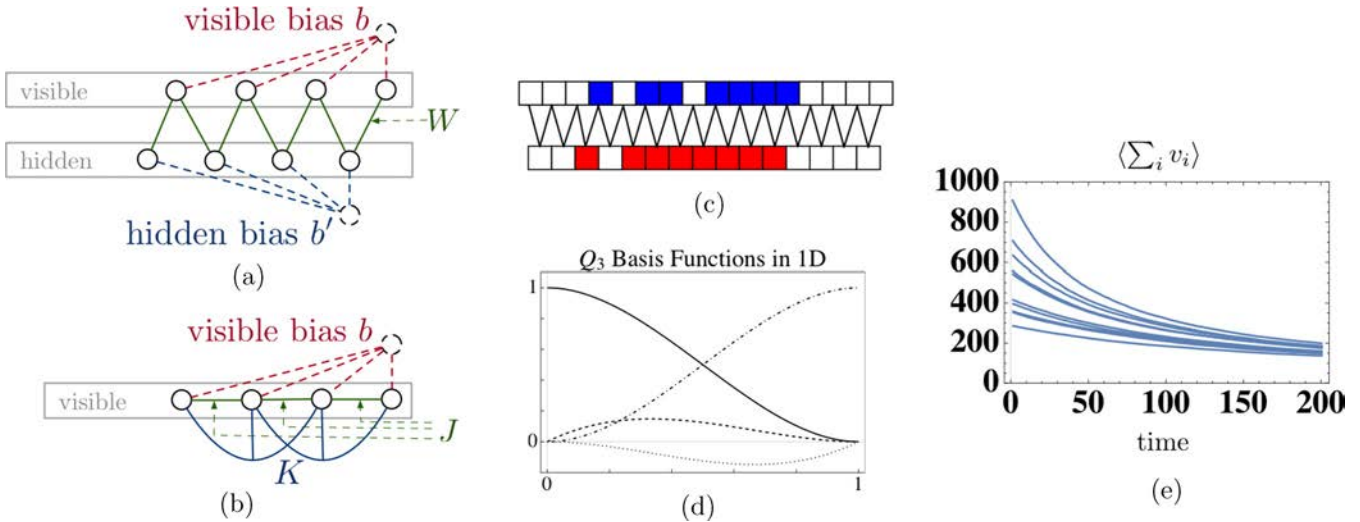 visible bias b
visible
W
hidden
hidden bias b'
(a)
visible bias b
visible
J
K
(b)
(c)
Q₃ Basis Functions in 1D
1
0
0
1
(d)
⟨∑ᵢ vᵢ⟩
1000
800
600
400
200
0
0 50 100 150 200
time
(e)